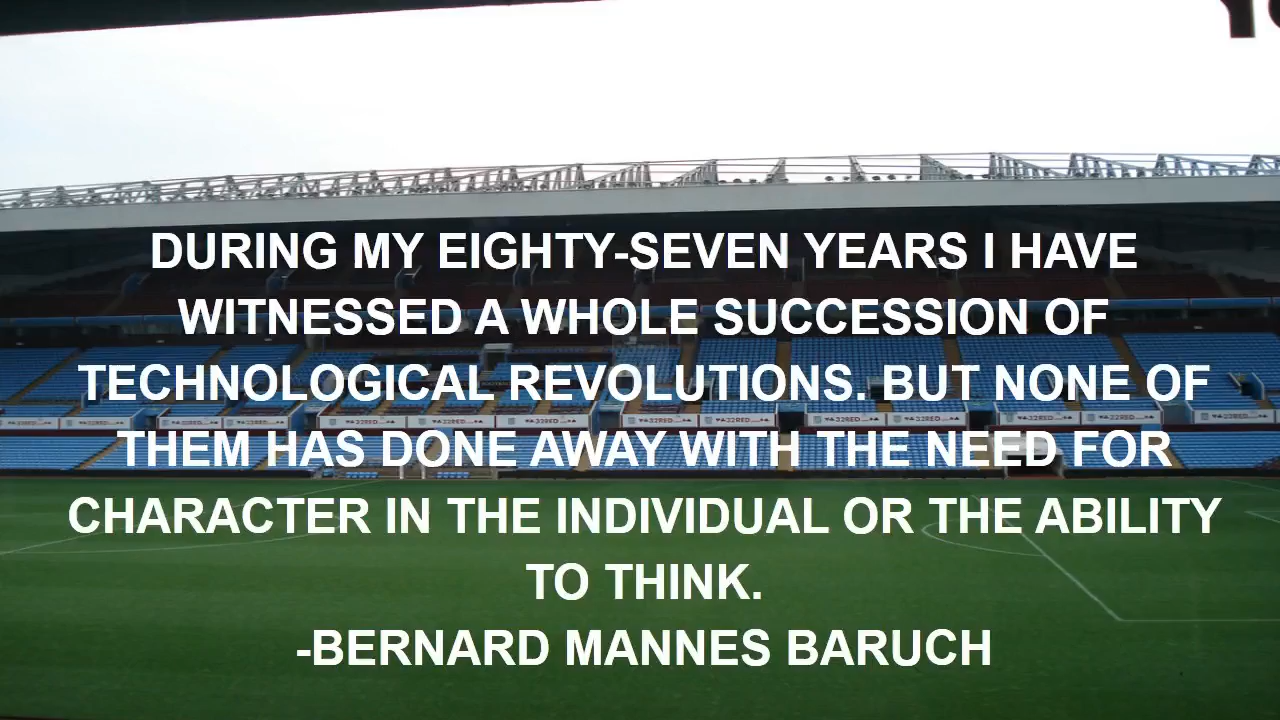 DURING MY EIGHTY-SEVEN YEARS I HAVE
WITNESSED A WHOLE SUCCESSION OF
TECHNOLOGICAL REVOLUTIONS. BUT NONE OF
THEM HAS DONE AWAY WITH THE NEED FOR
CHARACTER IN THE INDIVIDUAL OR THE ABILITY
TO THINK.
-BERNARD MANNES BARUCH